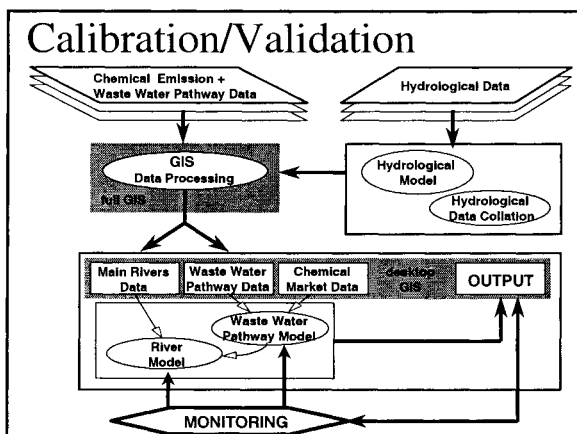 Calibration/Validation
Chemical Emission +
Waste Water Pathway Data
Hydrological Data
GIS
Data Processing
full GIS
Hydrological
Model
Hydrological
Data Collation
Main Rivers
Data
Waste Water
Pathway Data
Chemical
Market Data
desktop
GIS
OUTPUT
Waste Water
Pathway Model
River
Model
MONITORING